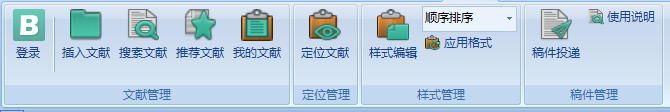 B
登录
插入文献
搜索文献
推荐文献
我的文献
文献管理
定位文献
定位管理
样式编辑
顺序排序
应用格式
样式管理
稿件投递
使用说明
稿件管理